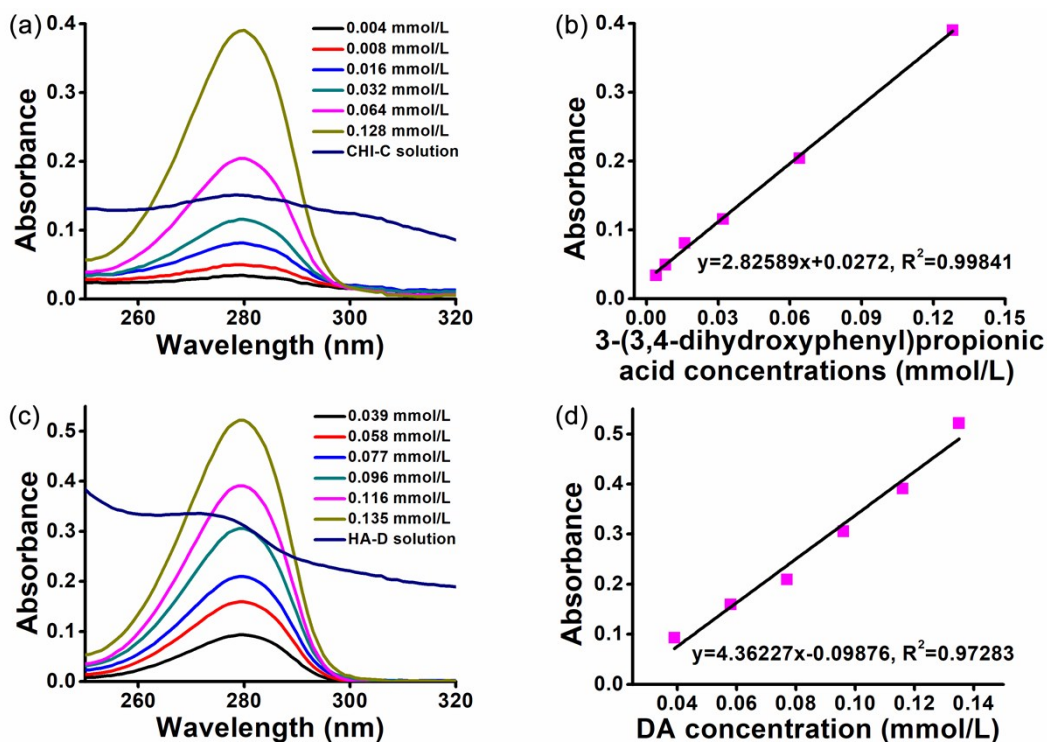 (a)
0.4
0.3
0.2
0.1
0.0
Absorbance
260
280
300
320
Wavelength (nm)
0.004 mmol/L
0.008 mmol/L
0.016 mmol/L
0.032 mmol/L
0.064 mmol/L
0.128 mmol/L
CHI-C solution
(b)
0.4
0.3
0.2
0.1
0.0
Absorbance
y=2.82589x+0.0272, R²=0.99841
0.00
0.03
0.06
0.09
0.12
0.15
3-(3,4-dihydroxyphenyl)propionic
acid concentrations (mmol/L)
(c)
0.5
0.4
0.3
0.2
0.1
0.0
Absorbance
260
280
300
320
Wavelength (nm)
0.039 mmol/L
0.058 mmol/L
0.077 mmol/L
0.096 mmol/L
0.116 mmol/L
0.135 mmol/L
HA-D solution
(d)
0.5
0.4
0.3
0.2
0.1
0.0
Absorbance
y=4.36227x-0.09876, R²=0.97283
0.04
0.06
0.08
0.10
0.12
0.14
DA concentration (mmol/L)